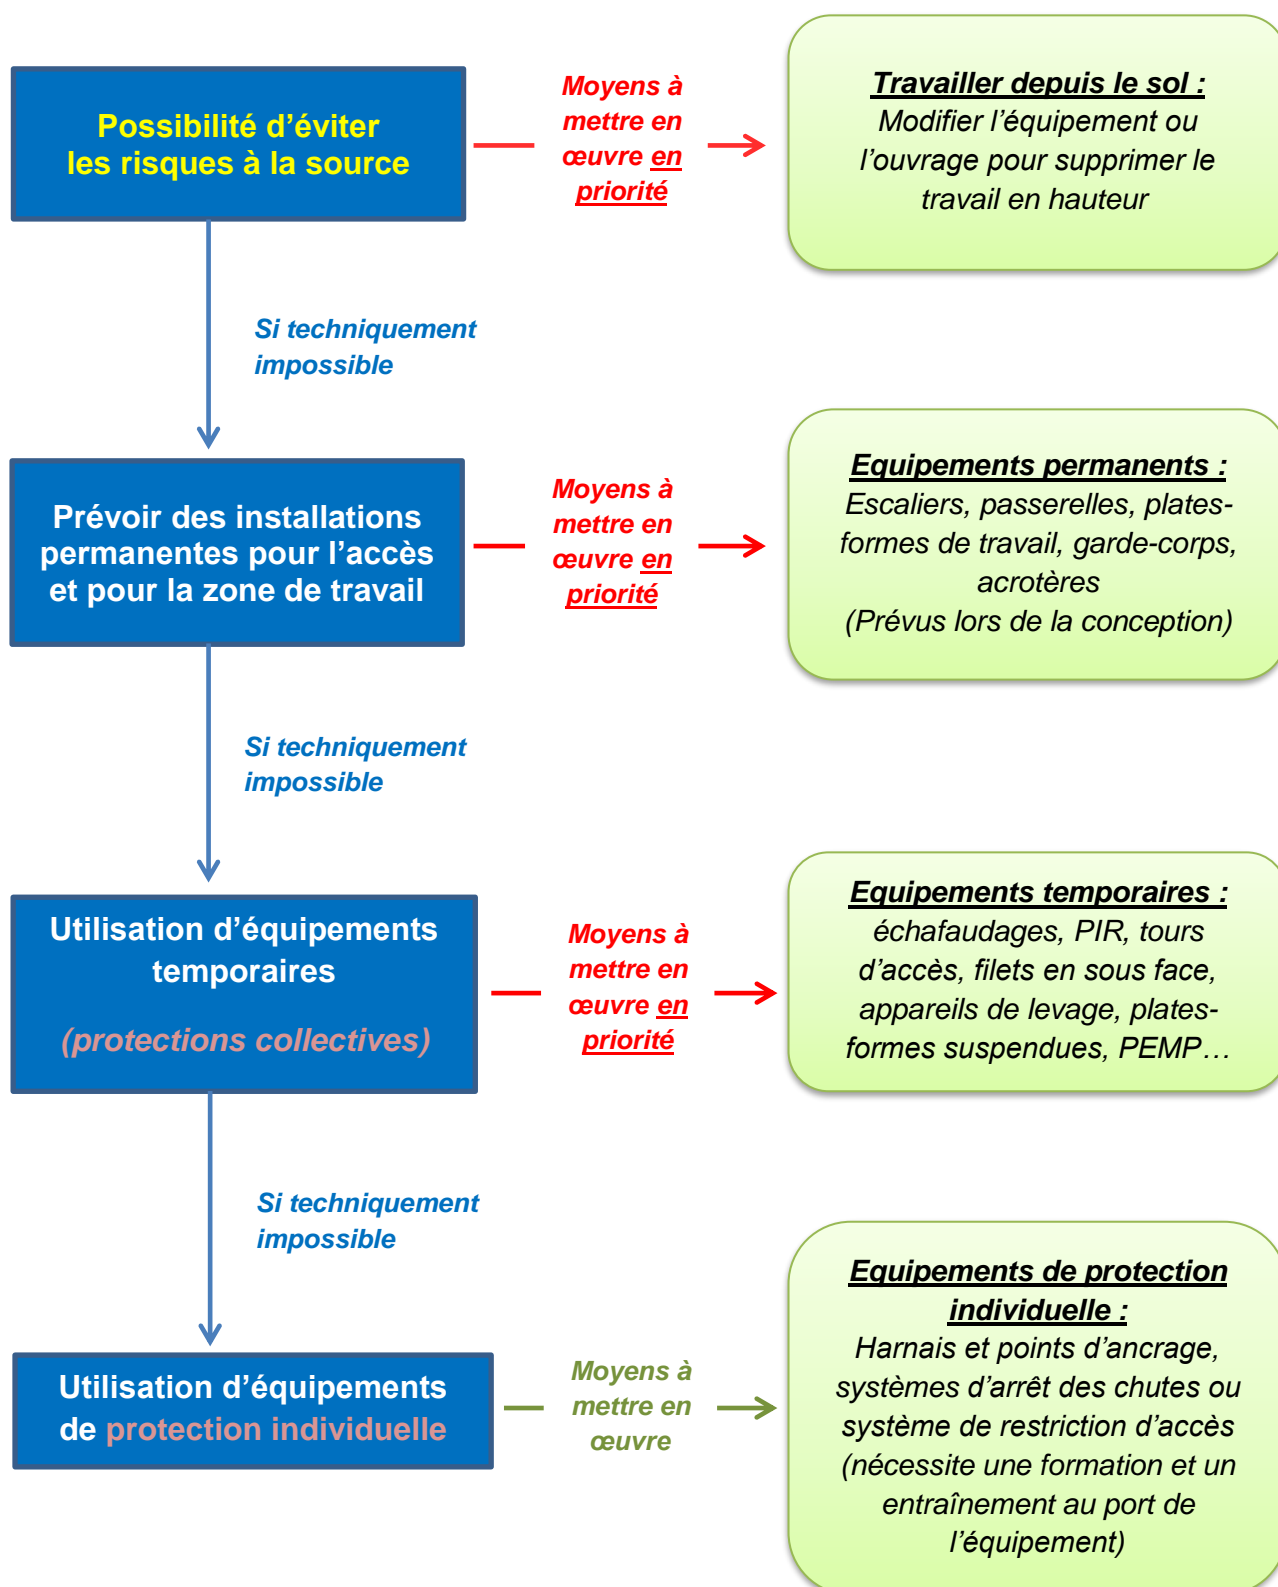 Possibilité d’éviter
les risques à la source
Moyens à
mettre en
œuvre en
priorité
Travailler depuis le sol :
Modifier l’équipement ou
l’ouvrage pour supprimer le
travail en hauteur
Si techniquement
impossible
Prévoir des installations
permanentes pour l’accès
et pour la zone de travail
Moyens à
mettre en
œuvre en
priorité
Equipements permanents :
Escaliers, passerelles, plates-
formes de travail, garde-corps,
acrotères
(Prévus lors de la conception)
Si techniquement
impossible
Utilisation d’équipements
temporaires
(protections collectives)
Moyens à
mettre en
œuvre en
priorité
Equipements temporaires :
échafaudages, PIR, tours
d’accès, filets en sous face,
appareils de levage, plates-
formes suspendues, PEMP…
Si techniquement
impossible
Utilisation d’équipements
de protection individuelle
Moyens à
mettre en
œuvre
Equipements de protection
individuelle :
Harnais et points d’ancrage,
systèmes d’arrêt des chutes ou
système de restriction d’accès
(nécessite une formation et un
entraînement au port de
l’équipement)